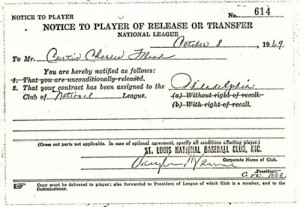 NOTICE TO PLAYER
No. 614
NOTICE TO PLAYER OF RELEASE OR TRANSFER
NATIONAL LEAGUE
October 8 1969
To Mr. Curtis Charles Flood
You are hereby notified as follows:
1. That you are unconditionally released.
2. That your contract has been assigned to the Philadelphia
Club of National League. (a) Without right of recall.
(b) With right of recall.
(Cross out parts not applicable. In case of optional agreement, specify all conditions affecting player.)
ST. LOUIS NATIONAL BASEBALL CLUB, INC.
Corporate Name of Club.
President
Copy must be delivered to player; also forwarded to President of League of which Club is a member, and to the Commissioner.